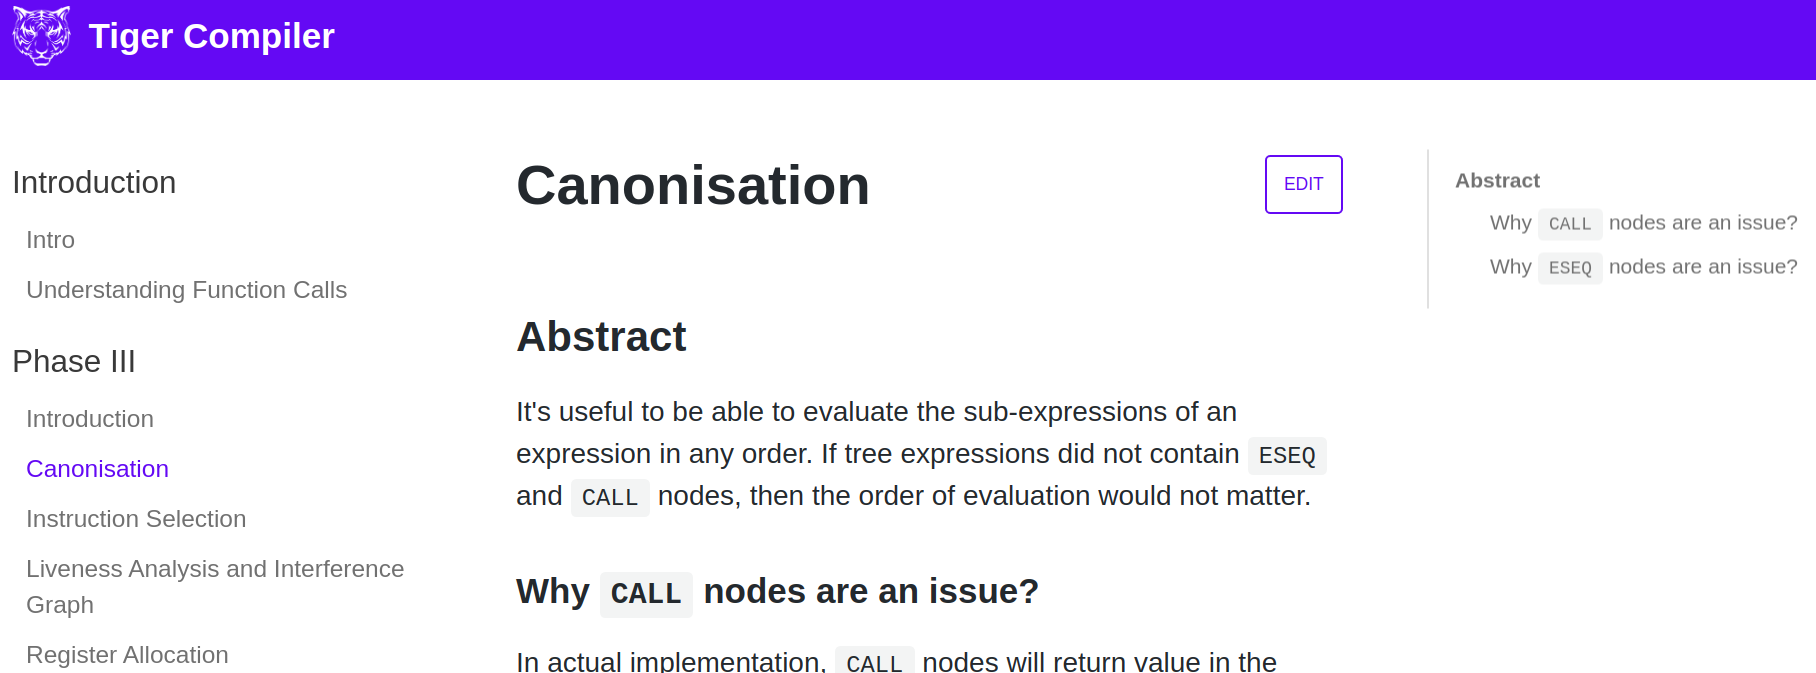 Tiger Compiler
Introduction
Intro
Understanding Function Calls
Phase III
Introduction
Canonisation
Instruction Selection
Liveness Analysis and Interference
Graph
Register Allocation
Canonisation
EDIT
Abstract
It's useful to be able to evaluate the sub-expressions of an
expression in any order. If tree expressions did not contain ESEQ
and CALL nodes, then the order of evaluation would not matter.
Why CALL nodes are an issue?
In actual implementation, CALL nodes will return value in the
Abstract
Why CALL nodes are an issue?
Why ESEQ nodes are an issue?